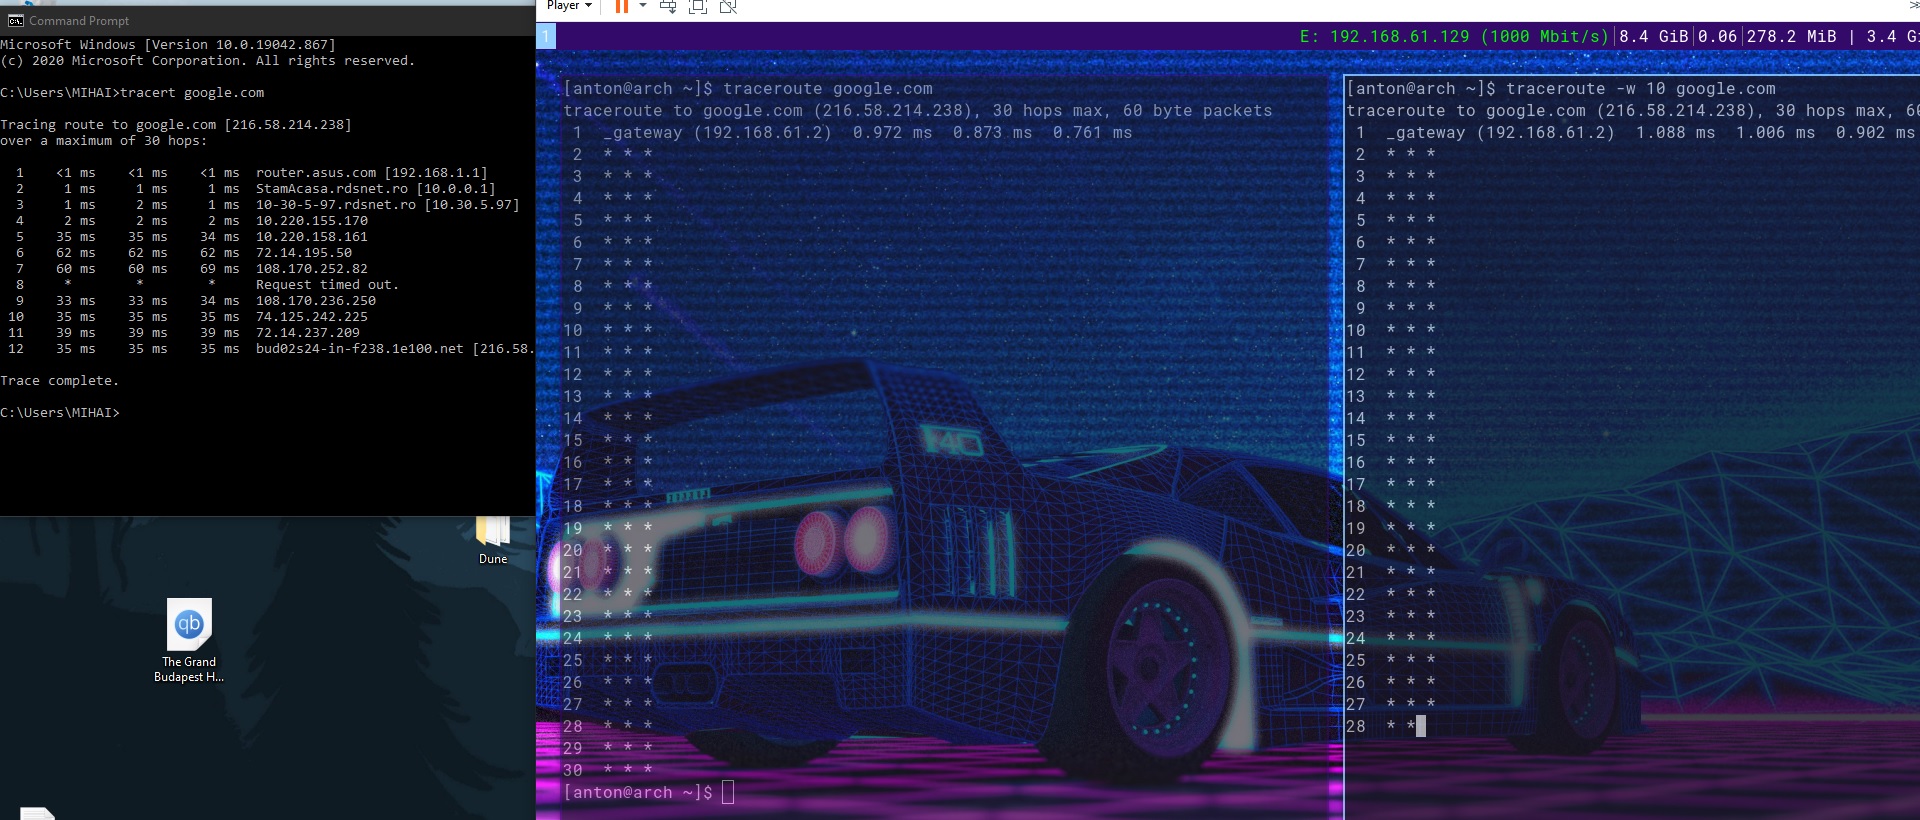 Command Prompt
Microsoft Windows [Version 10.0.19042.867]
(c) 2020 Microsoft Corporation. All rights reserved.
C:\Users\MIHAI>tracert google.com
Tracing route to google.com [216.58.214.238]
over a maximum of 30 hops:
1 <1 ms <1 ms <1 ms router.asus.com [192.168.1.1]
2 1 ms 1 ms 1 ms StamAcasa.rdsnet.ro [10.0.0.1]
3 1 ms 2 ms 1 ms 10-30-5-97.rdsnet.ro [10.30.5.97]
4 2 ms 2 ms 2 ms 10.220.155.170
5 35 ms 35 ms 34 ms 10.220.158.161
6 62 ms 62 ms 62 ms 72.14.195.50
7 60 ms 60 ms 69 ms 108.170.252.82
8 * * * Request timed out.
9 33 ms 33 ms 34 ms 108.170.236.250
10 35 ms 35 ms 35 ms 74.125.242.225
11 39 ms 39 ms 39 ms 72.14.237.209
12 35 ms 35 ms 35 ms bud02s24-in-f238.1e100.net [216.58.
Trace complete.
C:\Users\MIHAI>
Dune
qb
The Grand
Budapest H...
Player
1
E: 192.168.61.129 (1000 Mbit/s)|8.4 GiB|0.06|278.2 MiB | 3.4 G
[anton@arch ~]$ traceroute google.com
traceroute to google.com (216.58.214.238), 30 hops max, 60 byte packets
1 _gateway (192.168.61.2) 0.972 ms 0.873 ms 0.761 ms
2 * * *
3 * * *
4 * * *
5 * * *
6 * * *
7 * * *
8 * * *
9 * * *
10 * * *
11 * * *
12 * * *
13 * * *
14 * * *
15 * * *
16 * * *
17 * * *
18 * * *
19 * * *
20 * * *
21 * * *
22 * * *
23 * * *
24 * * *
25 * * *
26 * * *
27 * * *
28 * * *
29 * * *
30 * * *
[anton@arch ~]$
[anton@arch ~]$ traceroute -w 10 google.com
traceroute to google.com (216.58.214.238), 30 hops max, 6
1 _gateway (192.168.61.2) 1.088 ms 1.006 ms 0.902 ms
2 * * *
3 * * *
4 * * *
5 * * *
6 * * *
7 * * *
8 * * *
9 * * *
10 * * *
11 * * *
12 * * *
13 * * *
14 * * *
15 * * *
16 * * *
17 * * *
18 * * *
19 * * *
20 * * *
21 * * *
22 * * *
23 * * *
24 * * *
25 * * *
26 * * *
27 * * *
28 * *
F40